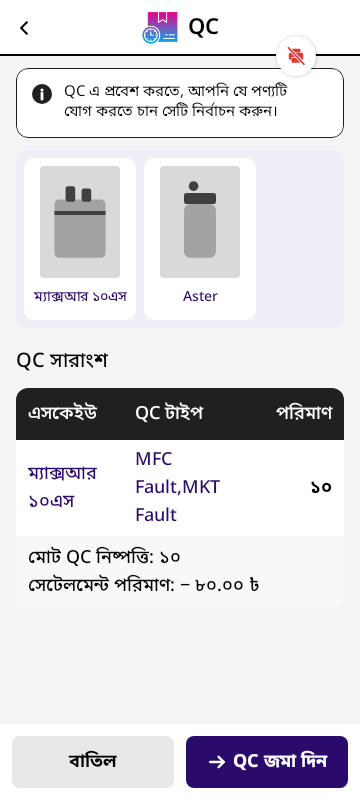 QC
QC এ প্রবেশ করতে, আপনি যে পণ্যটি
যোগ করতে চান সেটি নির্বাচন করুন।
ম্যাক্সআর ১০এস
Aster
QC সারাংশ
এসকেইউ QC টাইপ পরিমাণ
MFC
ম্যাক্সআর Fault,MKT ১০
১০এস Fault
মোট QC নিষ্পত্তি: ১০
সেটেলমেন্ট পরিমাণ: − ৮০.০০ ৳
বাতিল
→ QC জমা দিন